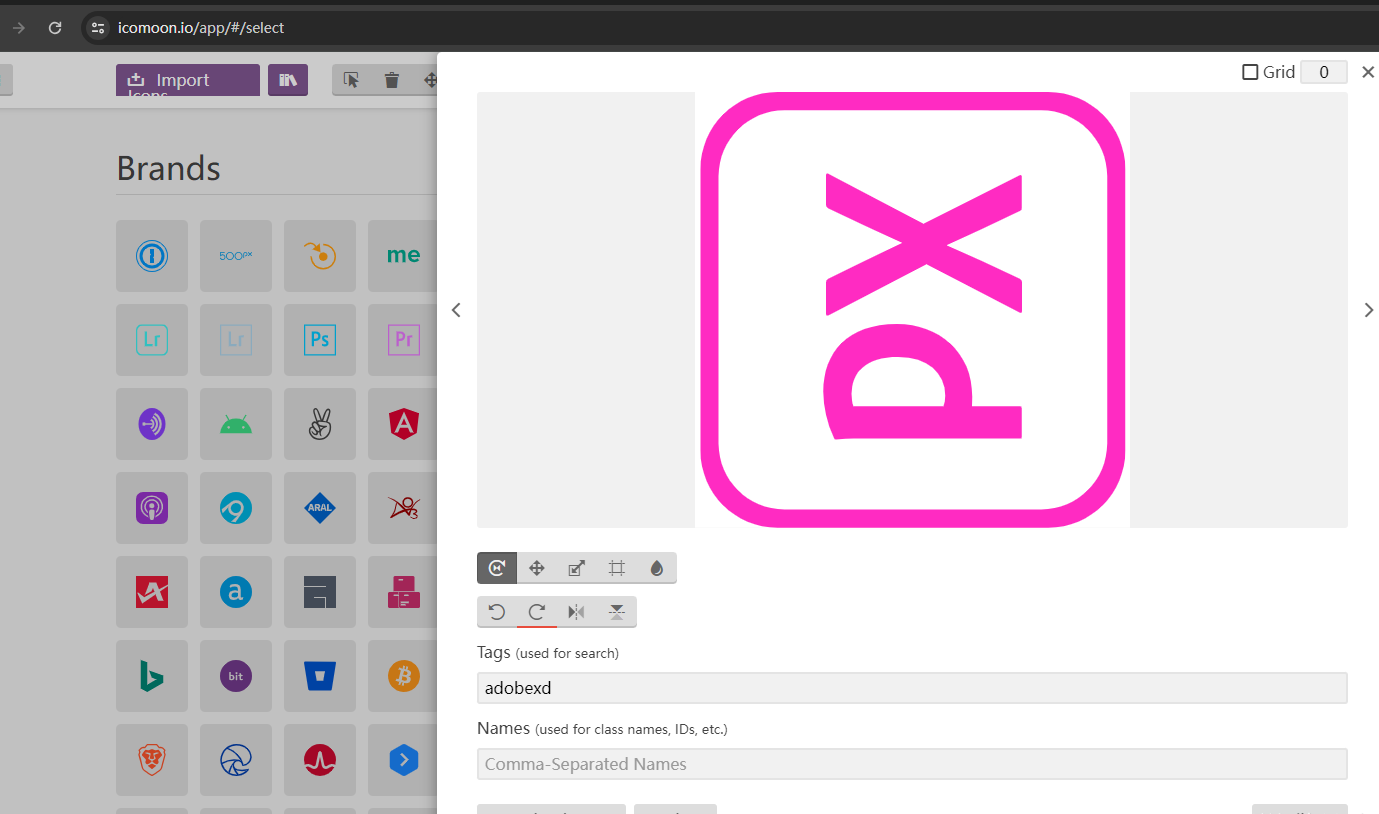 icomoon.io/app/#/select
Import
Icons
Grid 0
Brands
500px
me
Lr
Lr
Ps
Pr
ARAL
A
a
bit
Xd
Tags (used for search)
adobexd
Names (used for class names, IDs, etc.)
Comma-Separated Names